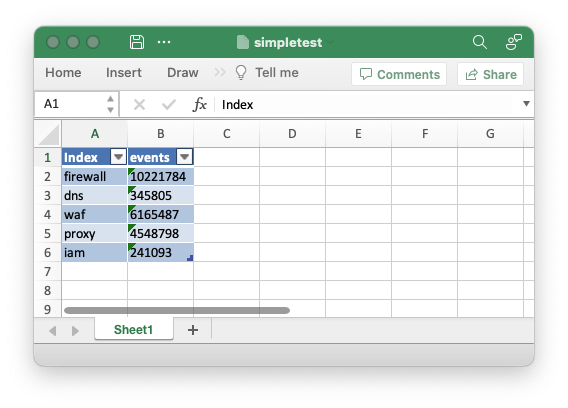 simpletest
Home Insert Draw Tell me Comments Share
A1 fx Index
A B C D E F G
1 Index events
2 firewall 10221784
3 dns 345805
4 waf 6165487
5 proxy 4548798
6 iam 241093
7
8
9
Sheet1